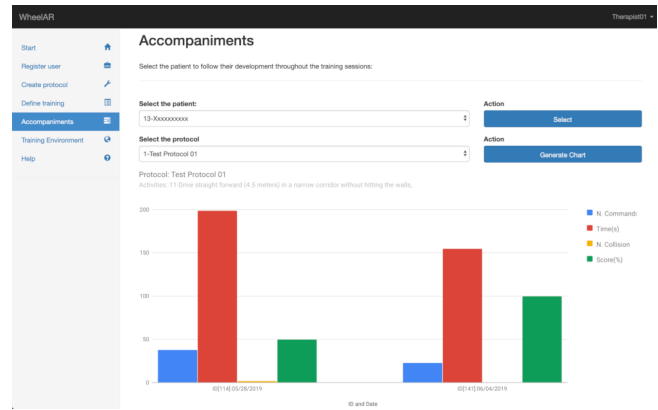 WheelAR
Therapist01
Start
Register user
Create protocol
Define training
Accompaniments
Training Environment
Help
Accompaniments
Select the patient to follow their development throughout the training sessions:
Select the patient:
Action
13-Xxxxxxxxxx
Select
Select the protocol
Action
1-Test Protocol 01
Generate Chart
Protocol: Test Protocol 01
Activities: 11-Drive straight forward (4.5 meters) in a narrow corridor without hitting the walls,
200
150
100
50
0
N. Command
Time(s)
N. Collision
Score(%)
ID[114] 05/28/2019
ID[141] 06/04/2019
ID and Date